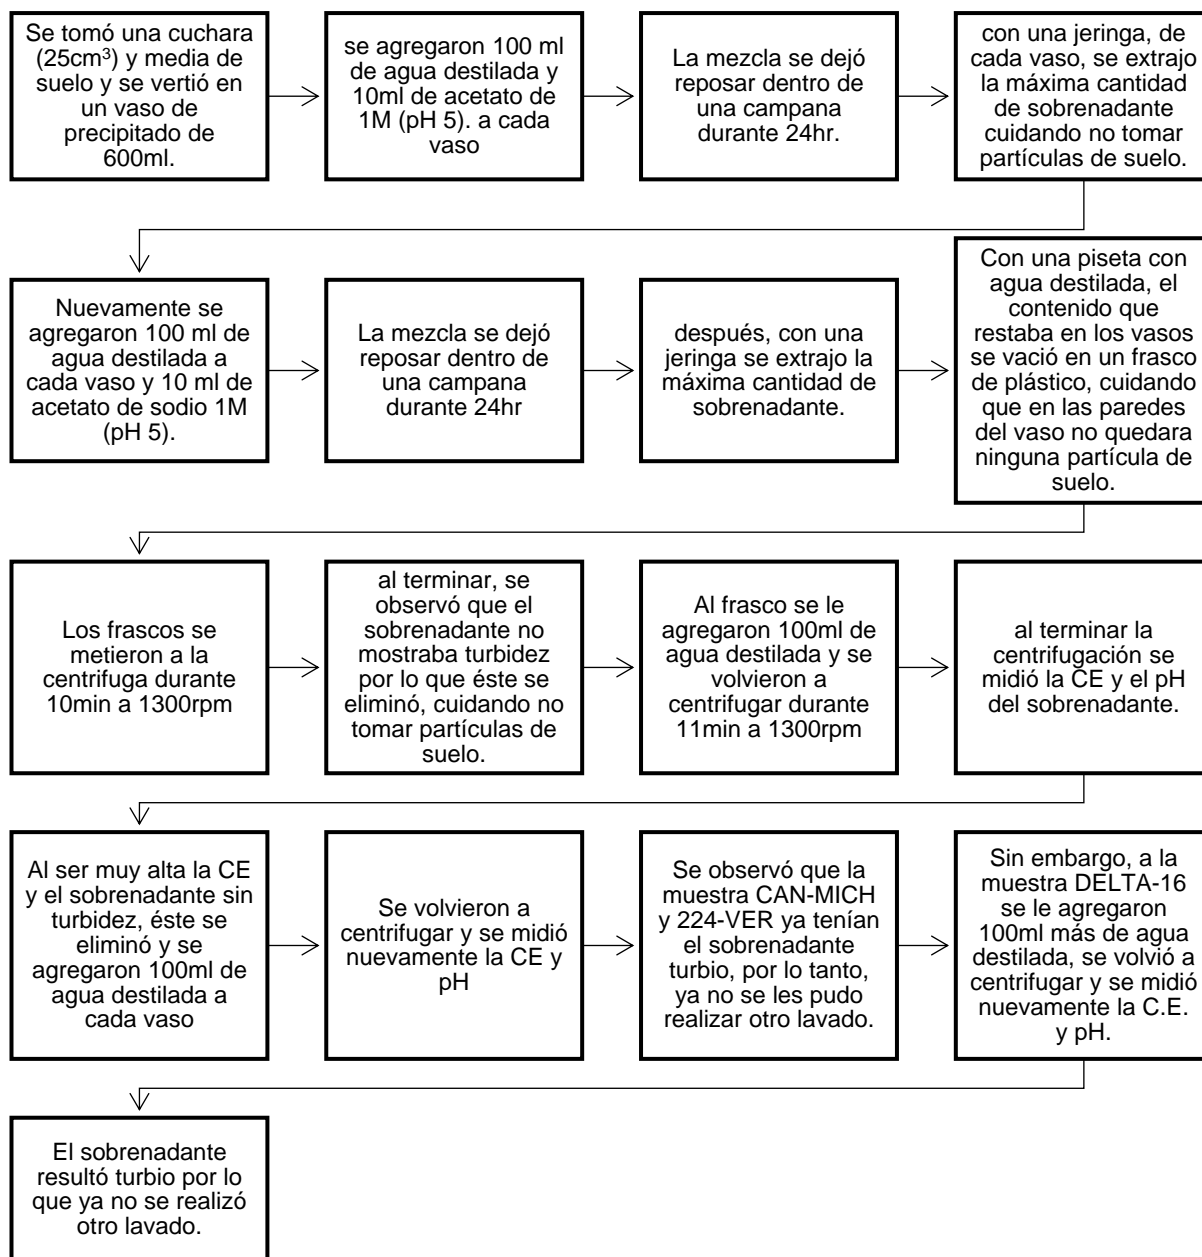 Se tomó una cuchara
(25cm³) y media de
suelo y se vertió en
un vaso de
precipitado de
600ml.
se agregaron 100 ml
de agua destilada y
10ml de acetato de
1M (pH 5). a cada
vaso
La mezcla se dejó
reposar dentro de
una campana
durante 24hr.
con una jeringa, de
cada vaso, se extrajo
la máxima cantidad
de sobrenadante
cuidando no tomar
partículas de suelo.
Nuevamente se
agregaron 100 ml de
agua destilada a
cada vaso y 10 ml de
acetato de sodio 1M
(pH 5).
La mezcla se dejó
reposar dentro de
una campana
durante 24hr
después, con una
jeringa se extrajo la
máxima cantidad de
sobrenadante.
Con una piseta con
agua destilada, el
contenido que
restaba en los vasos
se vació en un frasco
de plástico, cuidando
que en las paredes
del vaso no quedara
ninguna partícula de
suelo.
Los frascos se
metieron a la
centrifuga durante
10min a 1300rpm
al terminar, se
observó que el
sobrenadante no
mostraba turbidez
por lo que éste se
eliminó, cuidando no
tomar partículas de
suelo.
Al frasco se le
agregaron 100ml de
agua destilada y se
volvieron a
centrifugar durante
11min a 1300rpm
al terminar la
centrifugación se
midió la CE y el pH
del sobrenadante.
Al ser muy alta la CE
y el sobrenadante sin
turbidez, éste se
eliminó y se
agregaron 100ml de
agua destilada a
cada vaso
Se volvieron a
centrifugar y se midió
nuevamente la CE y
pH
Se observó que la
muestra CAN-MICH
y 224-VER ya tenían
el sobrenadante
turbio, por lo tanto,
ya no se les pudo
realizar otro lavado.
Sin embargo, a la
muestra DELTA-16
se le agregaron
100ml más de agua
destilada, se volvió a
centrifugar y se midió
nuevamente la C.E.
y pH.
El sobrenadante
resultó turbio por lo
que ya no se realizó
otro lavado.